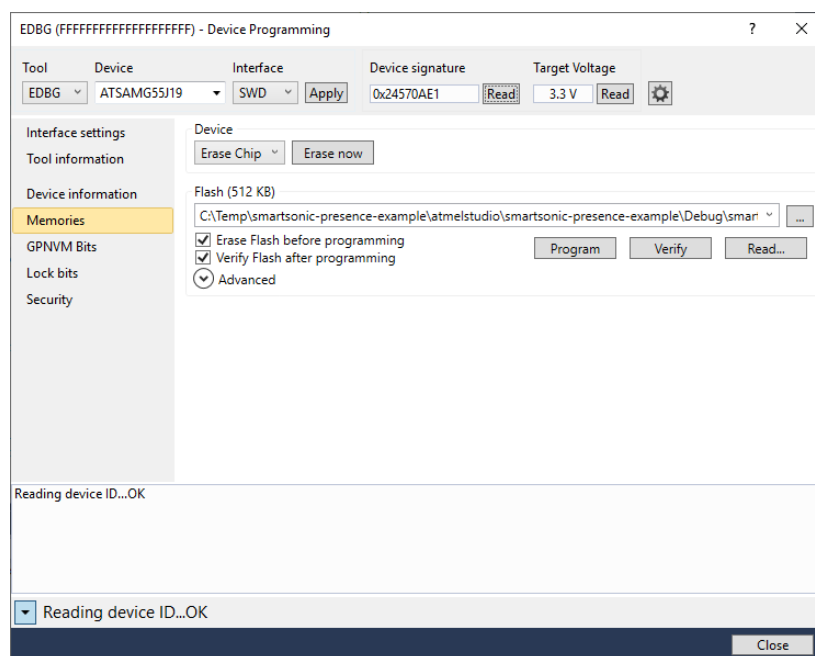 EDBG (FFFFFFFFFFFFFFFFFFFF) - Device Programming
? X
Tool Device Interface Device signature Target Voltage
EDBG ATSAMG55J19 SWD Apply 0x24570AE1 Read 3.3 V Read
Interface settings
Tool information
Device information
Memories
GPNVM Bits
Lock bits
Security
Device
Erase Chip Erase now
Flash (512 KB)
C:\Temp\smartsonic-presence-example\atmelstudio\smartsonic-presence-example\Debug\smart ...
Erase Flash before programming
Verify Flash after programming
Program Verify Read...
Advanced
Reading device ID...OK
Reading device ID...OK
Close